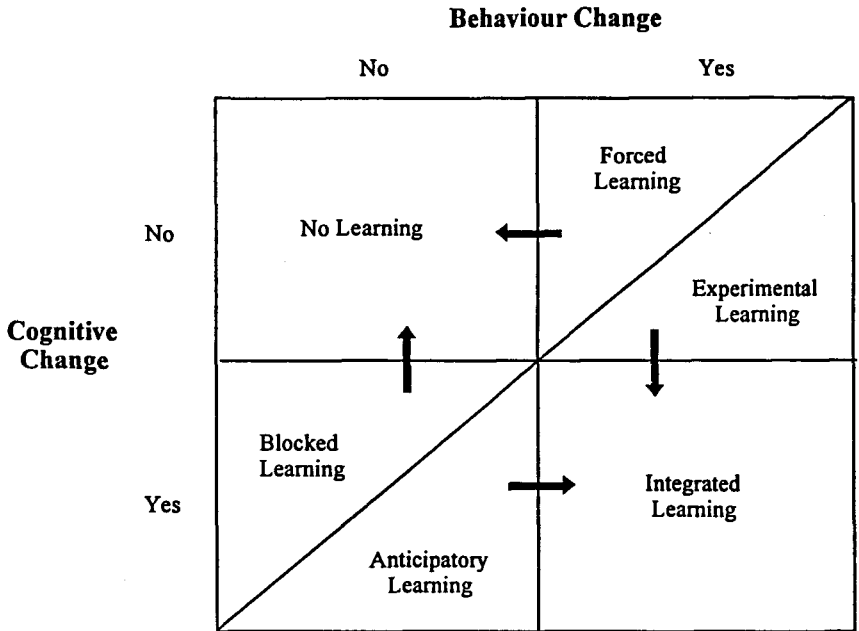 Behaviour Change
No
Yes
Forced
Learning
No
No Learning
Experimental
Learning
Cognitive
Change
Blocked
Learning
Yes
Integrated
Learning
Anticipatory
Learning